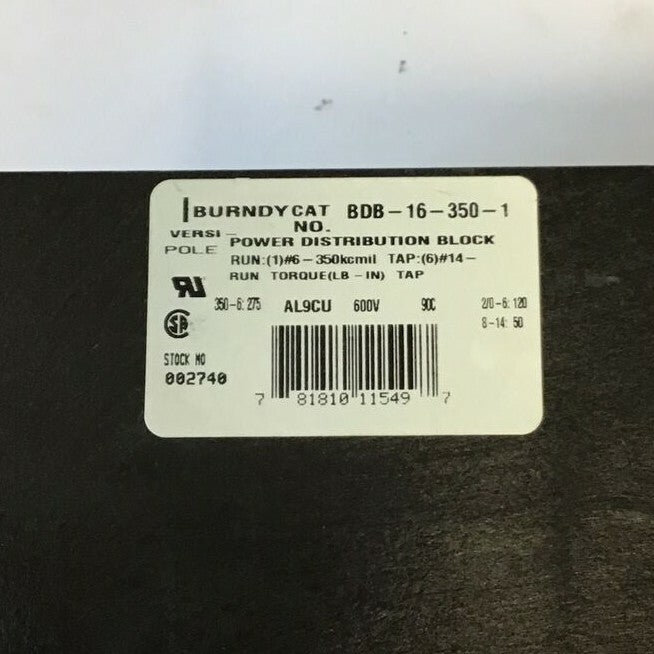 BURNDY CAT NO. BDB-16-350-1
VERSI-POLE POWER DISTRIBUTION BLOCK
RUN:(1)#6-350kcmil TAP:(6)#14-
RUN TORQUE(LB-IN) TAP
350-6: 275 AL9CU 600V 90C 2/0-6: 120
8-14: 50
STOCK NO
002740
7 81810 11549 7